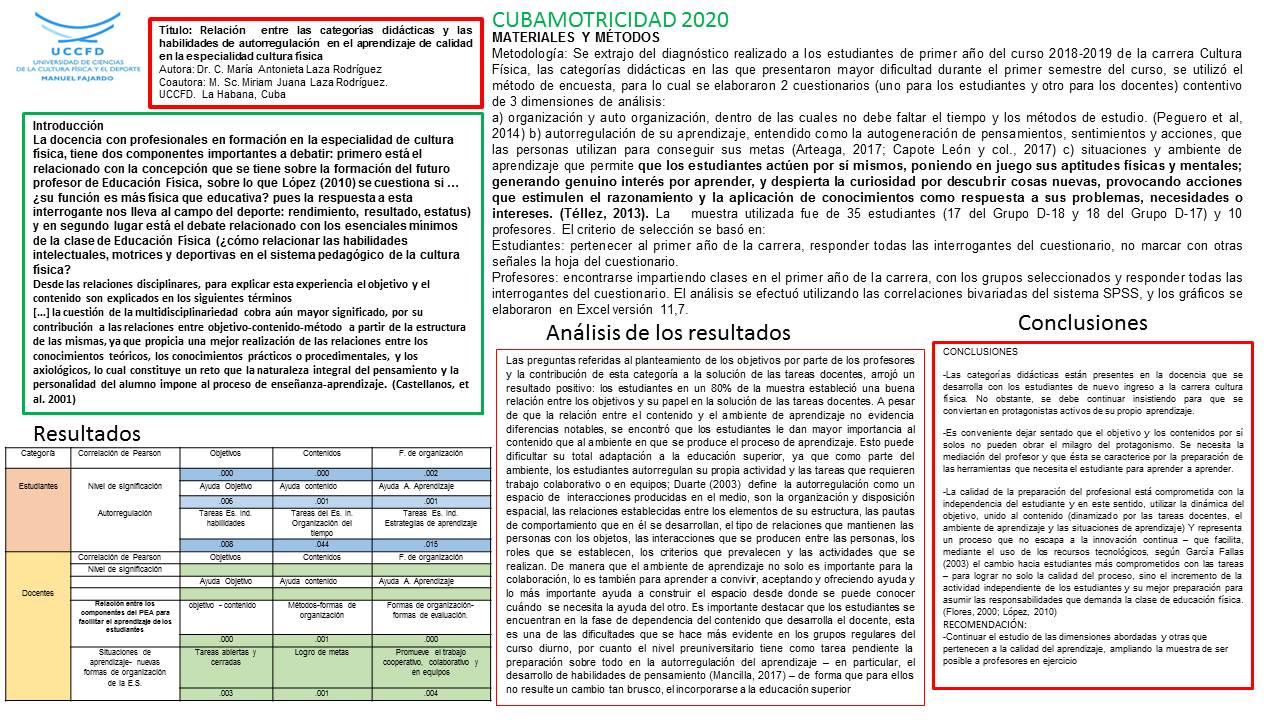 UCCFD
UNIVERSIDAD DE CIENCIAS
DE LA CULTURA FÍSICA Y EL DEPORTE
MANUEL FAJARDO
Título: Relación entre las categorías didácticas y las
habilidades de autorregulación en el aprendizaje de calidad
en la especialidad cultura física
Autora: Dr. C. María Antonieta Laza Rodríguez
Coautora: M. Sc. Miriam Juana Laza Rodríguez.
UCCFD. La Habana, Cuba
Introducción
La docencia con profesionales en formación en la especialidad de cultura
física, tiene dos componentes importantes a debatir: primero está el
relacionado con la concepción que se tiene sobre la formación del futuro
profesor de Educación Física, sobre lo que López (2010) se cuestiona si …
¿su función es más física que educativa? pues la respuesta a esta
interrogante nos lleva al campo del deporte: rendimiento, resultado, estatus)
y en segundo lugar está el debate relacionado con los esenciales mínimos
de la clase de Educación Física (¿cómo relacionar las habilidades
intelectuales, motrices y deportivas en el sistema pedagógico de la cultura
física?
Desde las relaciones disciplinares, para explicar esta experiencia el objetivo y el
contenido son explicados en los siguientes términos
[…] la cuestión de la multidisciplinariedad cobra aún mayor significado, por su
contribución a las relaciones entre objetivo-contenido-método a partir de la estructura
de las mismas, ya que propicia una mejor realización de las relaciones entre los
conocimientos teóricos, los conocimientos prácticos o procedimentales, y los
axiológicos, lo cual constituye un reto que la naturaleza integral del pensamiento y la
personalidad del alumno impone al proceso de enseñanza-aprendizaje. (Castellanos, et
al. 2001)
Resultados
Categoría Correlación de Pearson Objetivos Contenidos F. de organización
.000 .000 .002
Estudiantes Nivel de significación Ayuda Objetivo Ayuda contenido Ayuda A. Aprendizaje
.006 .001 .001
Autorregulación Tareas Es. ind. Tareas del Es. in. Tareas Es. Ind.
habilidades Organización del Estrategias de aprendizaje
tiempo
.008 .044 .015
Correlación de Pearson Objetivos Contenidos F. de organización
Nivel de significación
Docentes Ayuda Objetivo Ayuda contenido Ayuda A. Aprendizaje
Relación entre los objetivo - contenido Métodos-formas de Formas de organización-
componentes del PEA para organización formas de evaluación.
facilitar el aprendizaje de los
estudiantes
.000 .001 .000
Situaciones de Tareas abiertas y Logro de metas Promueve el trabajo
aprendizaje- nuevas cerradas cooperativo, colaborativo y
formas de organización en equipos
de la E.S.
.003 .001 .004
CUBAMOTRICIDAD 2020
MATERIALES Y MÉTODOS
Metodología: Se extrajo del diagnóstico realizado a los estudiantes de primer año del curso 2018-2019 de la carrera Cultura
Física, las categorías didácticas en las que presentaron mayor dificultad durante el primer semestre del curso, se utilizó el
método de encuesta, para lo cual se elaboraron 2 cuestionarios (uno para los estudiantes y otro para los docentes) contentivo
de 3 dimensiones de análisis:
a) organización y auto organización, dentro de las cuales no debe faltar el tiempo y los métodos de estudio. (Peguero et al,
2014) b) autorregulación de su aprendizaje, entendido como la autogeneración de pensamientos, sentimientos y acciones, que
las personas utilizan para conseguir sus metas (Arteaga, 2017; Capote León y col., 2017) c) situaciones y ambiente de
aprendizaje que permite que los estudiantes actúen por sí mismos, poniendo en juego sus aptitudes físicas y mentales;
generando genuino interés por aprender, y despierta la curiosidad por descubrir cosas nuevas, provocando acciones
que estimulen el razonamiento y la aplicación de conocimientos como respuesta a sus problemas, necesidades o
intereses. (Téllez, 2013). La muestra utilizada fue de 35 estudiantes (17 del Grupo D-18 y 18 del Grupo D-17) y 10
profesores. El criterio de selección se basó en:
Estudiantes: pertenecer al primer año de la carrera, responder todas las interrogantes del cuestionario, no marcar con otras
señales la hoja del cuestionario.
Profesores: encontrarse impartiendo clases en el primer año de la carrera, con los grupos seleccionados y responder todas las
interrogantes del cuestionario. El análisis se efectuó utilizando las correlaciones bivariadas del sistema SPSS, y los gráficos se
elaboraron en Excel versión 11,7.
Análisis de los resultados
Las preguntas referidas al planteamiento de los objetivos por parte de los profesores
y la contribución de esta categoría a la solución de las tareas docentes, arrojó un
resultado positivo: los estudiantes en un 80% de la muestra estableció una buena
relación entre los objetivos y su papel en la solución de las tareas docentes. A pesar
de que la relación entre el contenido y el ambiente de aprendizaje no evidencia
diferencias notables, se encontró que los estudiantes le dan mayor importancia al
contenido que al ambiente en que se produce el proceso de aprendizaje. Esto puede
dificultar su total adaptación a la educación superior, ya que como parte del
ambiente, los estudiantes autorregulan su propia actividad y las tareas que requieren
trabajo colaborativo o en equipos; Duarte (2003) define la autorregulación como un
espacio de interacciones producidas en el medio, son la organización y disposición
espacial, las relaciones establecidas entre los elementos de su estructura, las pautas
de comportamiento que en él se desarrollan, el tipo de relaciones que mantienen las
personas con los objetos, las interacciones que se producen entre las personas, los
roles que se establecen, los criterios que prevalecen y las actividades que se
realizan. De manera que el ambiente de aprendizaje no solo es importante para la
colaboración, lo es también para aprender a convivir, aceptando y ofreciendo ayuda y
lo más importante ayuda a construir el espacio desde donde se puede conocer
cuándo se necesita la ayuda del otro. Es importante destacar que los estudiantes se
encuentran en la fase de dependencia del contenido que desarrolla el docente, esta
es una de las dificultades que se hace más evidente en los grupos regulares del
curso diurno, por cuanto el nivel preuniversitario tiene como tarea pendiente la
preparación sobre todo en la autorregulación del aprendizaje – en particular, el
desarrollo de habilidades de pensamiento (Mancilla, 2017) – de forma que para ellos
no resulte un cambio tan brusco, el incorporarse a la educación superior
Conclusiones
CONCLUSIONES
-Las categorías didácticas están presentes en la docencia que se
desarrolla con los estudiantes de nuevo ingreso a la carrera cultura
física. No obstante, se debe continuar insistiendo para que se
conviertan en protagonistas activos de su propio aprendizaje.
-Es conveniente dejar sentado que el objetivo y los contenidos por sí
solos no pueden obrar el milagro del protagonismo. Se necesita la
mediación del profesor y que ésta se caracterice por la preparación de
las herramientas que necesita el estudiante para aprender a aprender.
-La calidad de la preparación del profesional está comprometida con la
independencia del estudiante y en este sentido, utilizar la dinámica del
objetivo, unido al contenido (dinamizado por las tareas docentes, el
ambiente de aprendizaje y las situaciones de aprendizaje) Y representa
un proceso que no escapa a la innovación continua – que facilita,
mediante el uso de los recursos tecnológicos, según García Fallas
(2003) el cambio hacia estudiantes más comprometidos con las tareas
– para lograr no solo la calidad del proceso, sino el incremento de la
actividad independiente de los estudiantes y su mejor preparación para
asumir las responsabilidades que demanda la clase de educación física.
(Flores, 2000; López, 2010)
RECOMENDACIÓN:
-Continuar el estudio de las dimensiones abordadas y otras que
pertenecen a la calidad del aprendizaje, ampliando la muestra de ser
posible a profesores en ejercicio